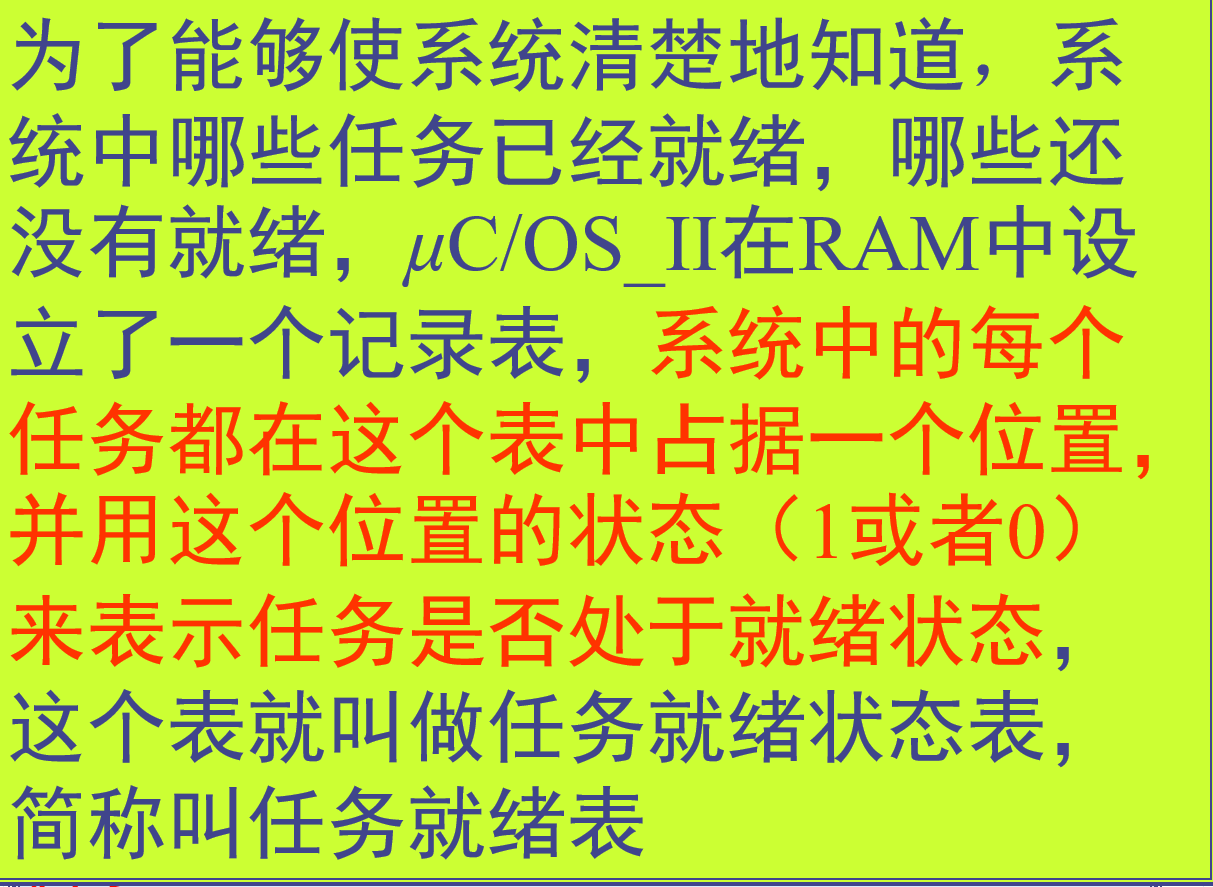 为了能够使系统清楚地知道，系
统中哪些任务已经就绪，哪些还
没有就绪，μC/OS_II在RAM中设
立了一个记录表，系统中的每个
任务都在这个表中占据一个位置，
并用这个位置的状态（1或者0）
来表示任务是否处于就绪状态，
这个表就叫做任务就绪状态表，
简称叫任务就绪表